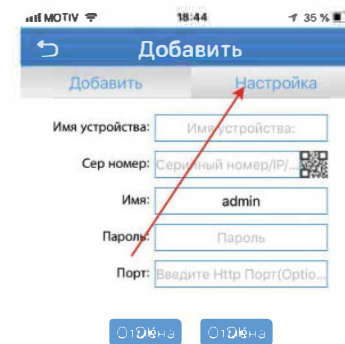 MOTIV 18:44 35 %
Добавить
Добавить Настройка
Имя устройства: Имя устройства:
Сер номер: Серийный номер/IP/...
Имя: admin
Пароль: Пароль
Порт: Введите Http Порт(Optio...